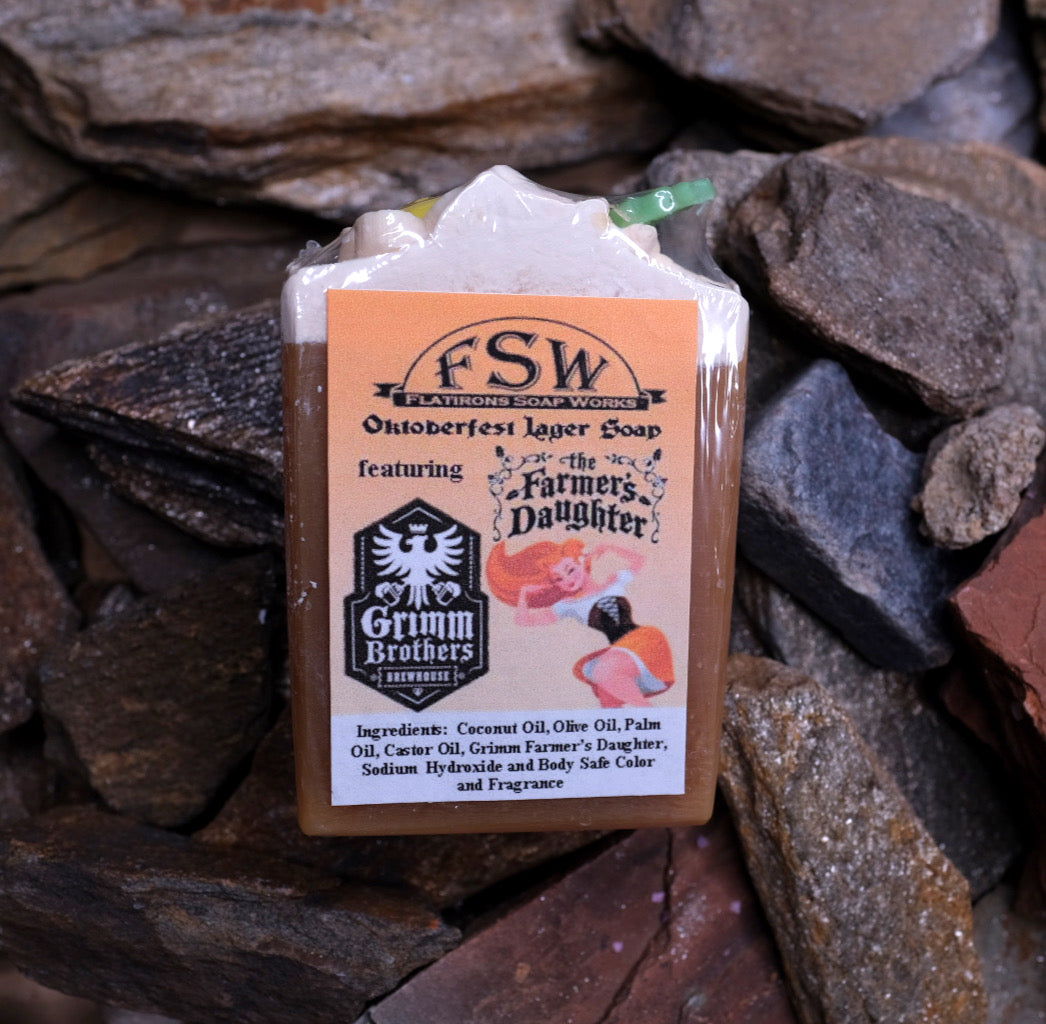 FSW
FLATIRONS SOAP WORKS
Oktoberfest Lager Soap
featuring
the
Farmer's
Daughter
Grimm
Brothers
BREWHOUSE
Ingredients: Coconut Oil, Olive Oil, Palm
Oil, Castor Oil, Grimm Farmer's Daughter,
Sodium Hydroxide and Body Safe Color
and Fragrance